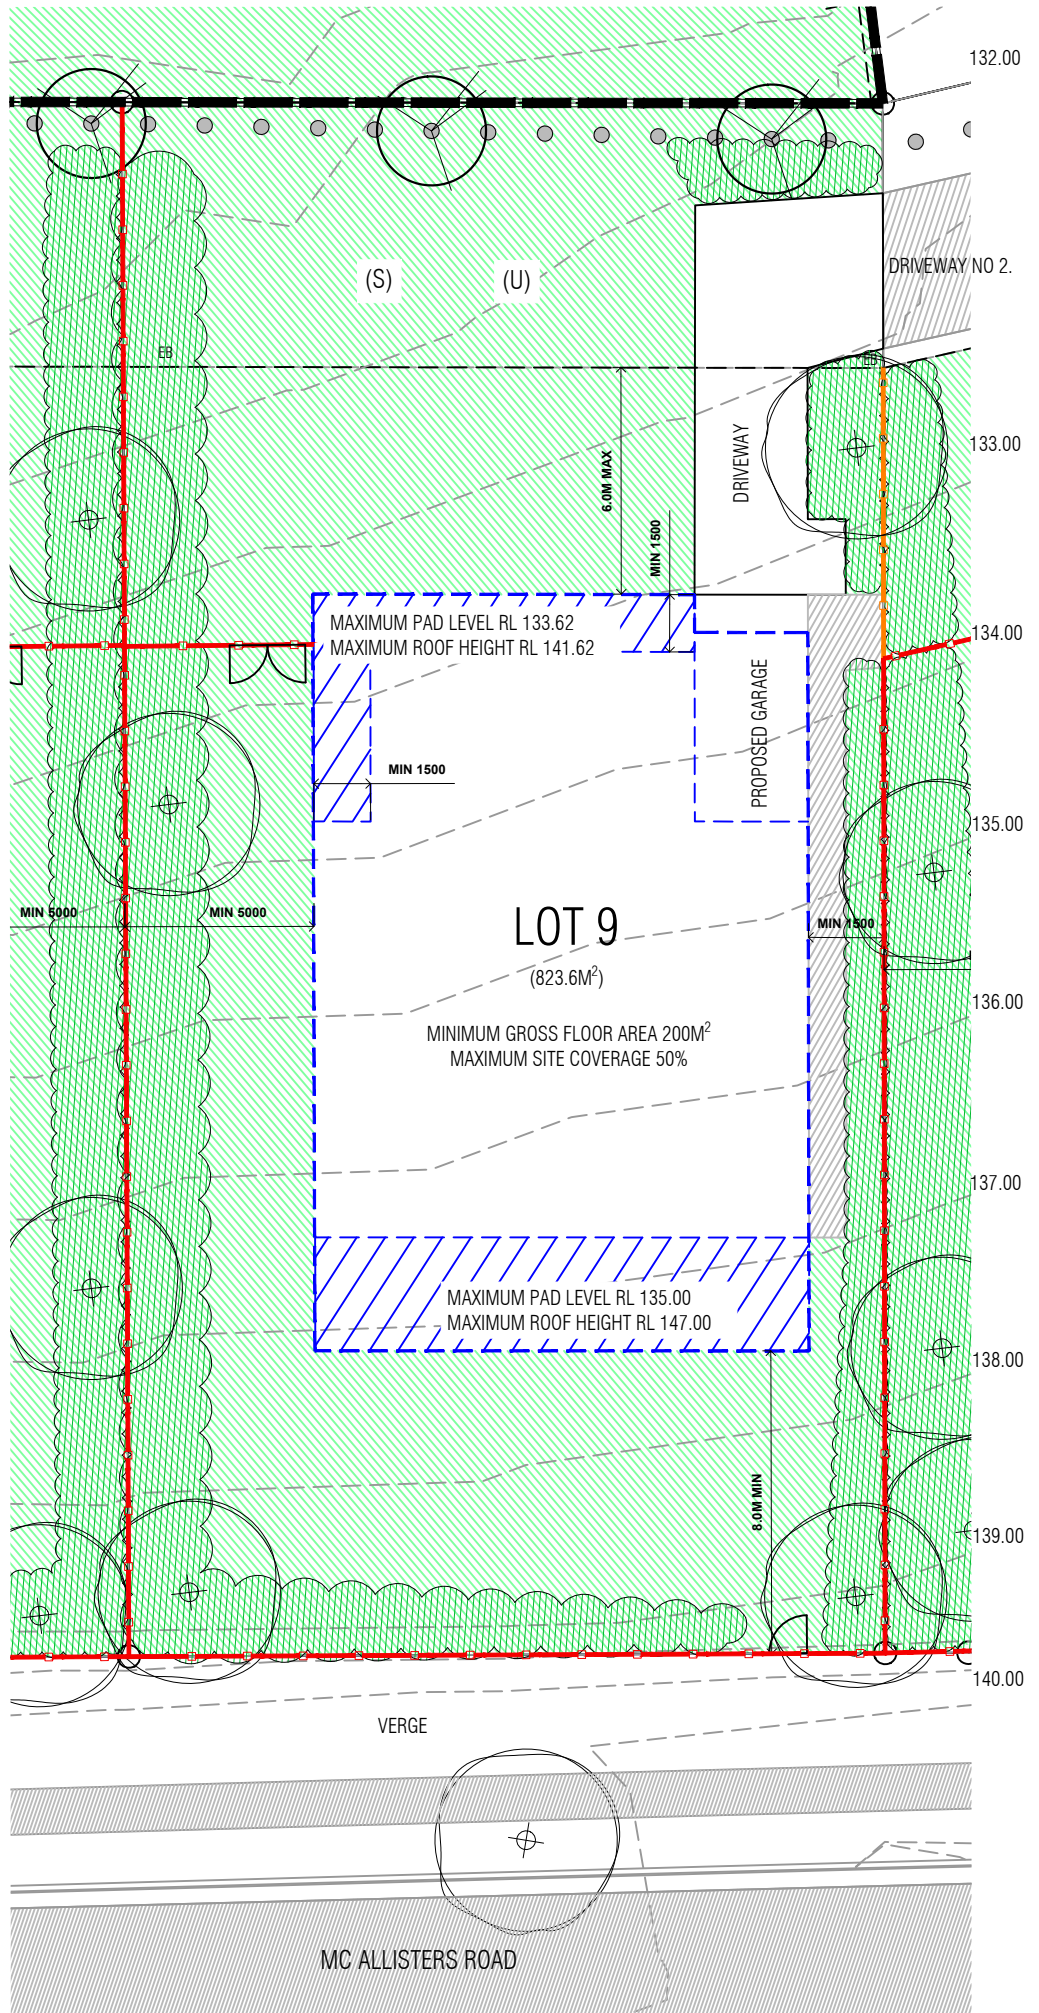 132.00
DRIVEWAY NO 2.
(S)
(U)
EB
EB
133.00
DRIVEWAY
6.0M MAX
MIN 1500
MAXIMUM PAD LEVEL RL 133.62
MAXIMUM ROOF HEIGHT RL 141.62
134.00
PROPOSED GARAGE
MIN 1500
135.00
MIN 5000
MIN 5000
LOT 9
MIN 1500
(823.6M²)
136.00
MINIMUM GROSS FLOOR AREA 200M²
MAXIMUM SITE COVERAGE 50%
137.00
MAXIMUM PAD LEVEL RL 135.00
MAXIMUM ROOF HEIGHT RL 147.00
138.00
8.0M MIN
139.00
140.00
VERGE
MC ALLISTERS ROAD